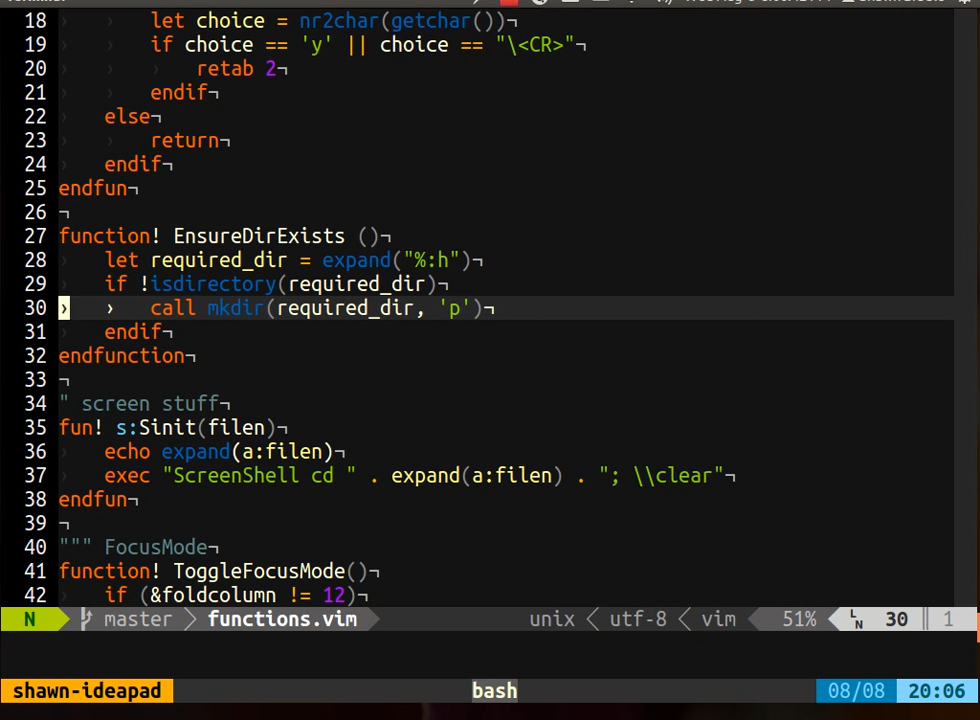 18 let choice = nr2char(getchar())¬
19 if choice == 'y' || choice == "\<CR>"¬
20 retab 2¬
21 endif¬
22 else¬
23 return¬
24 endif¬
25 endfun¬
26 ¬
27 function! EnsureDirExists ()¬
28 let required_dir = expand("%:h")¬
29 if !isdirectory(required_dir)¬
30 › › call mkdir(required_dir, 'p')¬
31 endif¬
32 endfunction¬
33 ¬
34 " screen stuff¬
35 fun! s:Sinit(filen)¬
36 echo expand(a:filen)¬
37 exec "ScreenShell cd " . expand(a:filen) . "; \\clear"¬
38 endfun¬
39 ¬
40 """ FocusMode¬
41 function! ToggleFocusMode()¬
42 if (&foldcolumn != 12)¬
N master functions.vim unix utf-8 vim 51% LN 30 1
shawn-ideapad bash 08/08 20:06